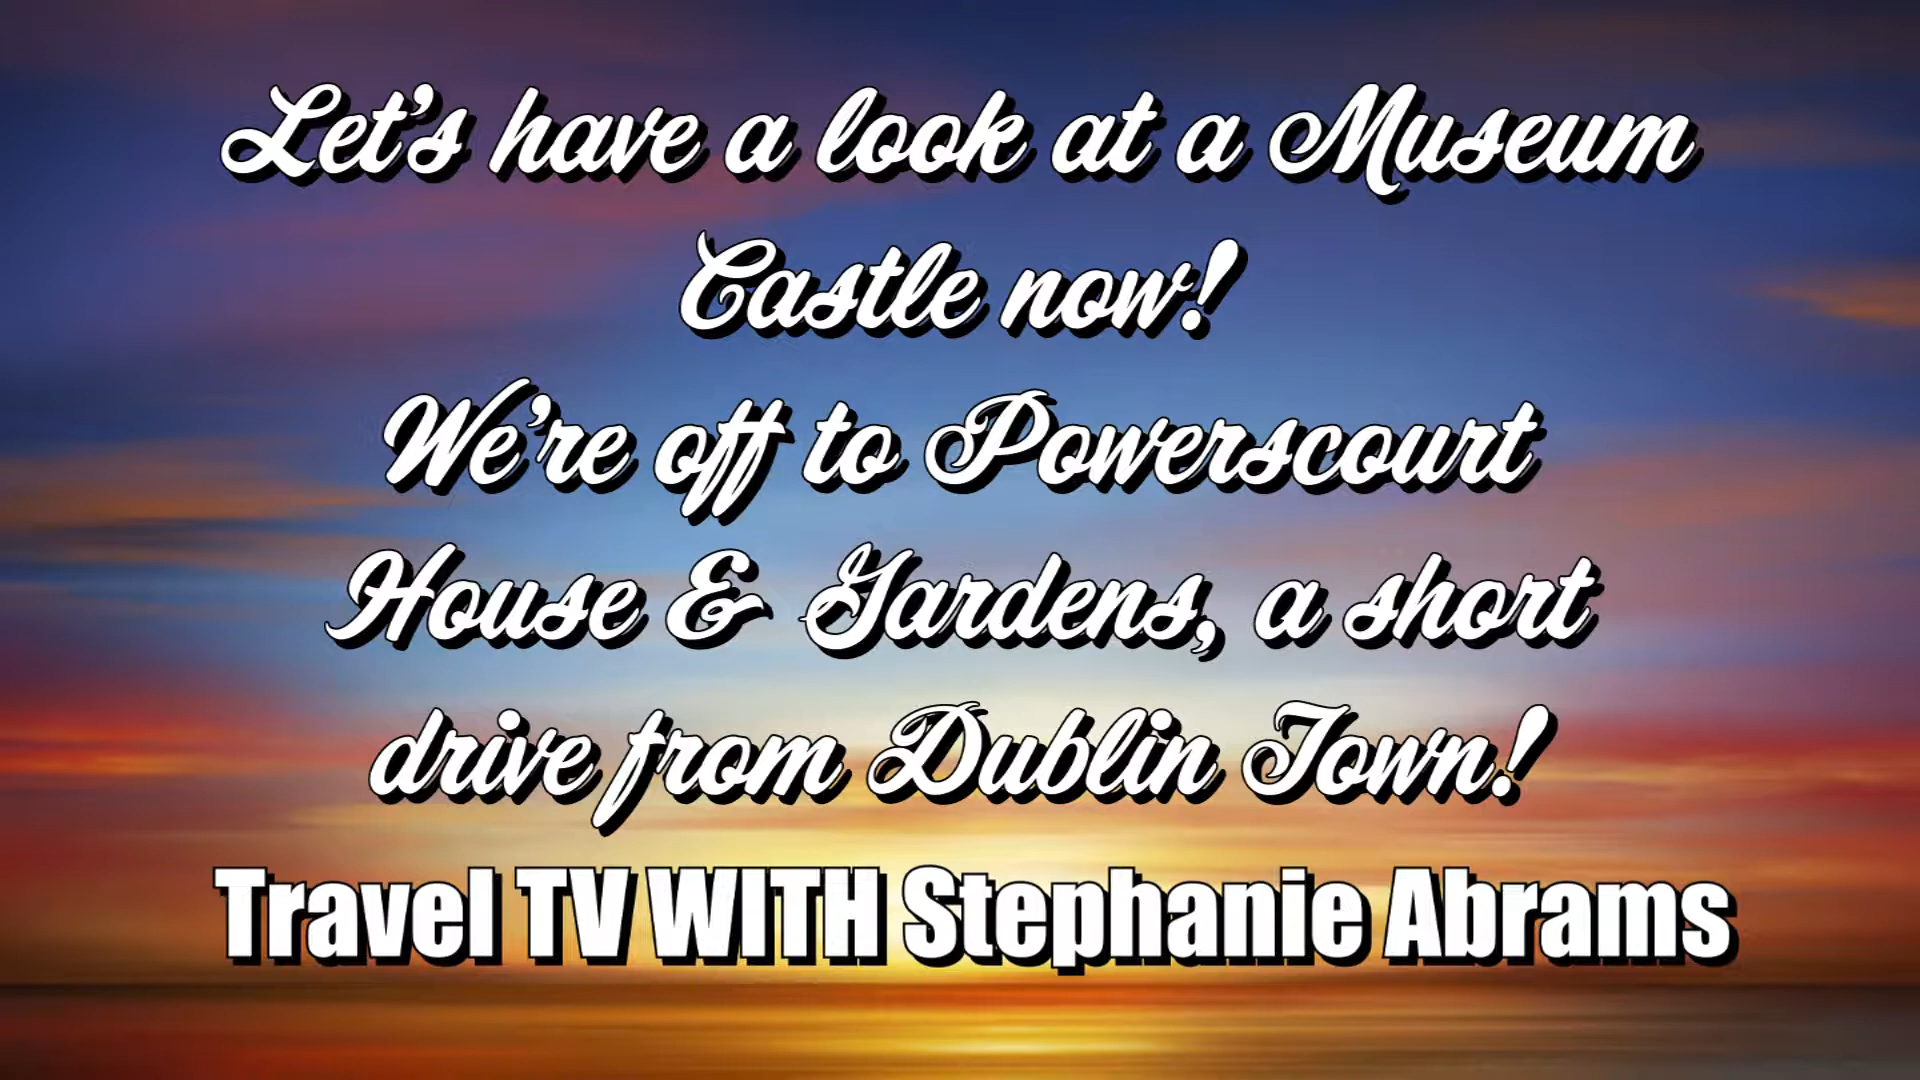 Let's have a look at a Museum
Castle now!
We're off to Powerscourt
House & Gardens, a short
drive from Dublin Town!
Travel TV WITH Stephanie Abrams